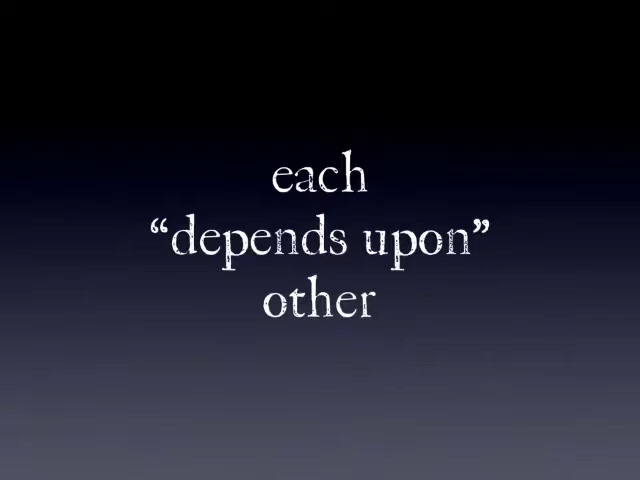 each
“depends upon”
other